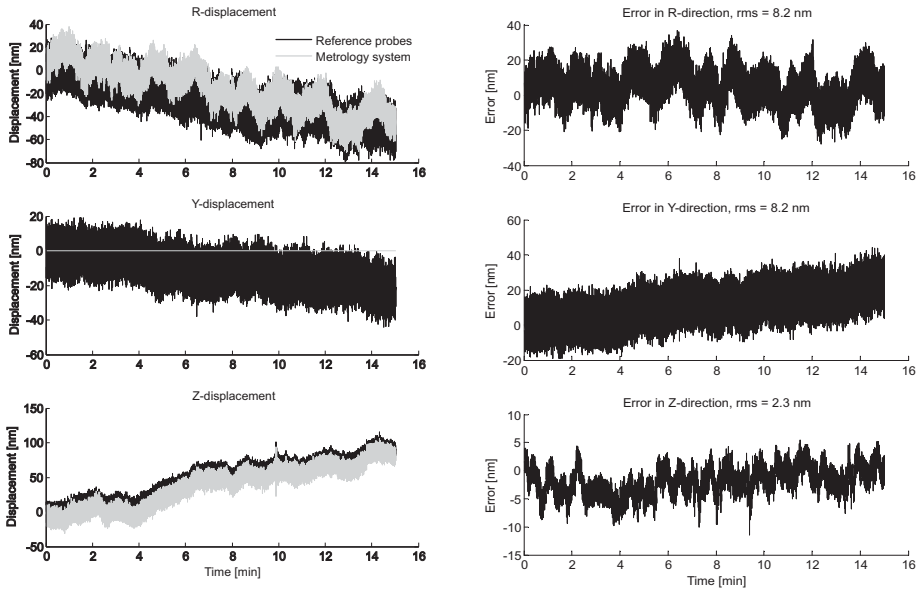 R-displacement
Displacement [nm]
40
20
0
-20
-40
-60
-80
0 2 4 6 8 10 12 14 16
Reference probes
Metrology system
Error in R-direction, rms = 8.2 nm
Error [nm]
40
20
0
-20
-40
0 2 4 6 8 10 12 14 16
Y-displacement
Displacement [nm]
20
0
-20
-40
-60
0 2 4 6 8 10 12 14 16
Error in Y-direction, rms = 8.2 nm
Error [nm]
60
40
20
0
-20
0 2 4 6 8 10 12 14 16
Z-displacement
Displacement [nm]
150
100
50
0
-50
0 2 4 6 8 10 12 14 16
Time [min]
Error in Z-direction, rms = 2.3 nm
Error [nm]
10
5
0
-5
-10
-15
0 2 4 6 8 10 12 14 16
Time [min]